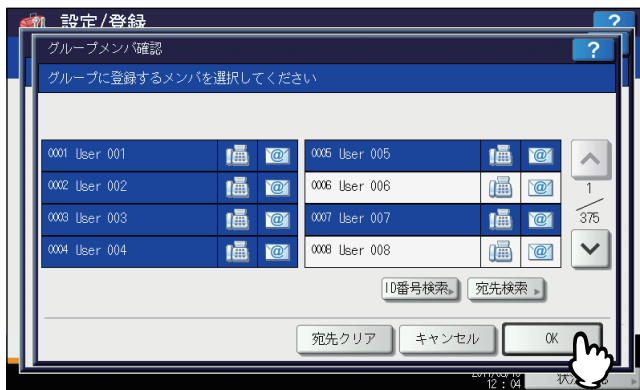 設定/登録
?
グループメンバ確認
?
グループに登録するメンバを選択してください
0001 User 001
0005 User 005
0002 User 002
0006 User 006
1
0003 User 003
0007 User 007
375
0004 User 004
0008 User 008
ID番号検索
宛先検索
宛先クリア
キャンセル
OK
12:04